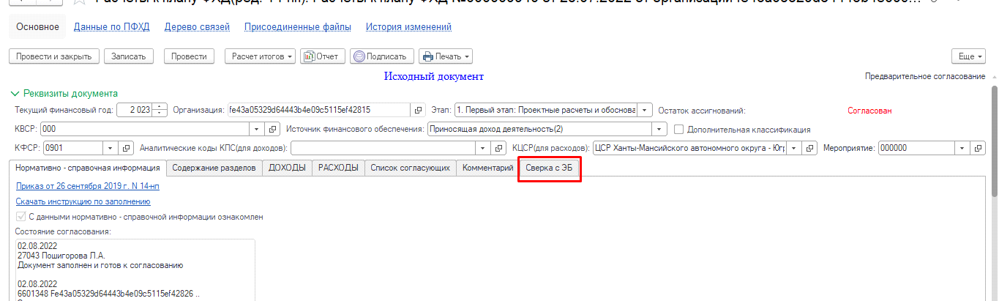 Основное Данные по ПФХД Дерево связей Присоединенные файлы История изменений
Провести и закрыть Записать Провести Расчет итогов Отчет Подписать Печать Еще
Исходный документ Предварительное согласование
Реквизиты документа
Текущий финансовый год: 2 023 Организация: fe43a05329d64443b4e09c5115ef42815 Этап: 1. Первый этап: Проектные расчеты и обоснова Остаток ассигнований: Согласован
КВСР: 000 Источник финансового обеспечения: Приносящая доход деятельность(2) Дополнительная классификация
КФСР: 0901 Аналитические коды КПС(для доходов): КЦСР(для расходов): ЦСР Ханты-Мансийского автономного округа - Югр Мероприятие: 000000
Нормативно - справочная информация Содержание разделов ДОХОДЫ РАСХОДЫ Список согласующих Комментарий Сверка с ЭБ
Приказ от 26 сентября 2019 г. N 14-нп
Скачать инструкцию по заполнению
С данными нормативно - справочной информации ознакомлен
Состояние согласования:
02.08.2022
27043 Пошигорова Л.А.
Документ заполнен и готов к согласованию
02.08.2022
6601348 Fe43a05329d64443b4e09c5115ef42826 ..